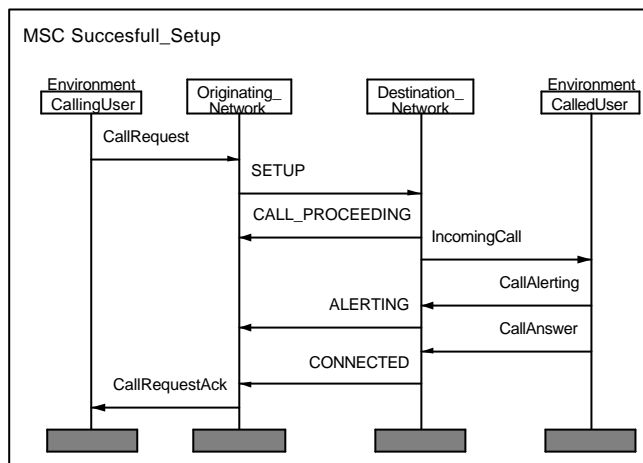 MSC Succesfull_Setup
Environment
CallingUser
Originating_
Network
Destination_
Network
Environment
CalledUser
CallRequest
SETUP
CALL_PROCEEDING
IncomingCall
CallAlerting
ALERTING
CallAnswer
CONNECTED
CallRequestAck